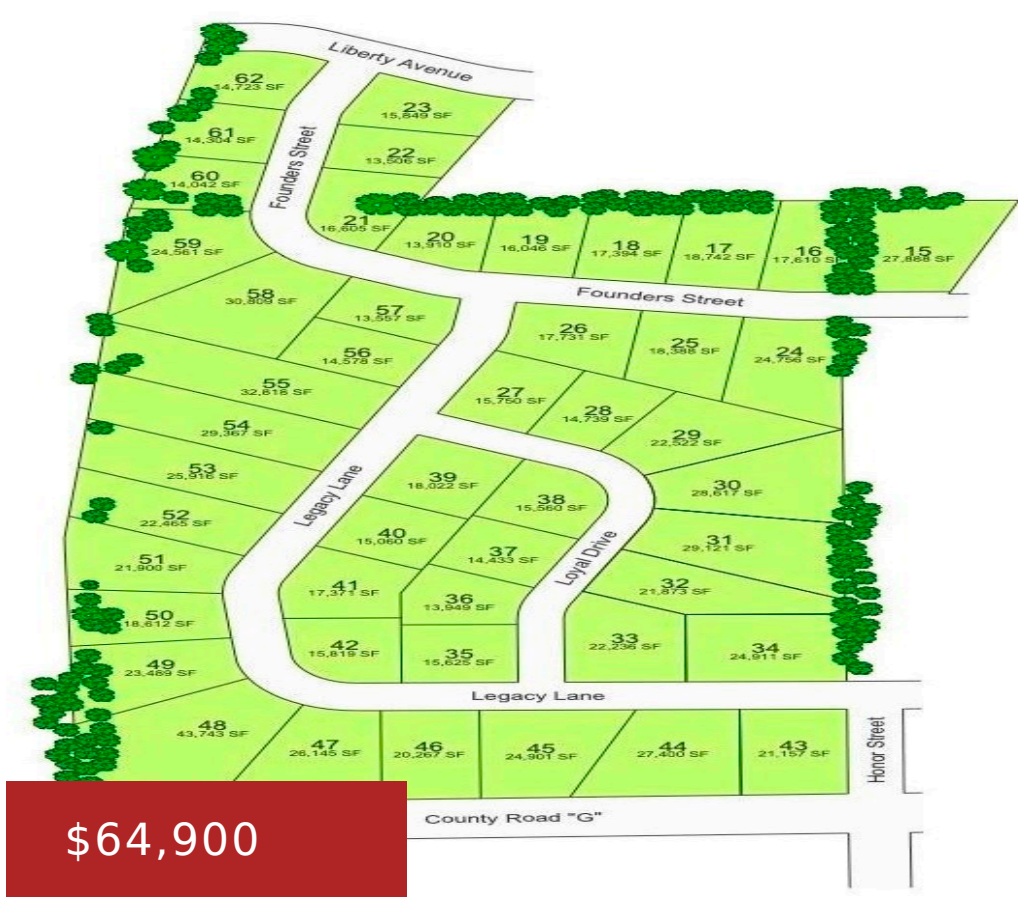 Liberty Avenue
62
14,723 SF
23
15,849 SF
61
14,304 SF
22
13,506 SF
Founders Street
60
14,042 SF
21
16,605 SF
20
13,910 SF
19
16,046 SF
18
17,394 SF
17
18,742 SF
16
17,610 S
15
27,868 SF
59
24,561 SF
58
30,809 SF
57
13,557 SF
Founders Street
56
14,578 SF
26
17,731 SF
25
18,388 SF
24
24,756 SF
55
32,818 SF
27
15,750 SF
28
14,739 SF
29
22,522 SF
54
29,367 SF
53
25,916 SF
39
18,022 SF
38
15,560 SF
30
28,617 SF
Legacy Lane
52
22,465 SF
40
15,060 SF
37
14,433 SF
31
29,121 SF
Loyal Drive
51
21,900 SF
41
17,371 SF
36
13,949 SF
32
21,873 SF
50
18,612 SF
42
15,819 SF
35
15,625 SF
33
22,236 SF
34
24,911 SF
49
23,489 SF
Legacy Lane
48
43,743 SF
47
26,145 SF
46
20,267 SF
45
24,901 SF
44
27,400 SF
43
21,157 SF
Honor Street
County Road "G"
$64,900